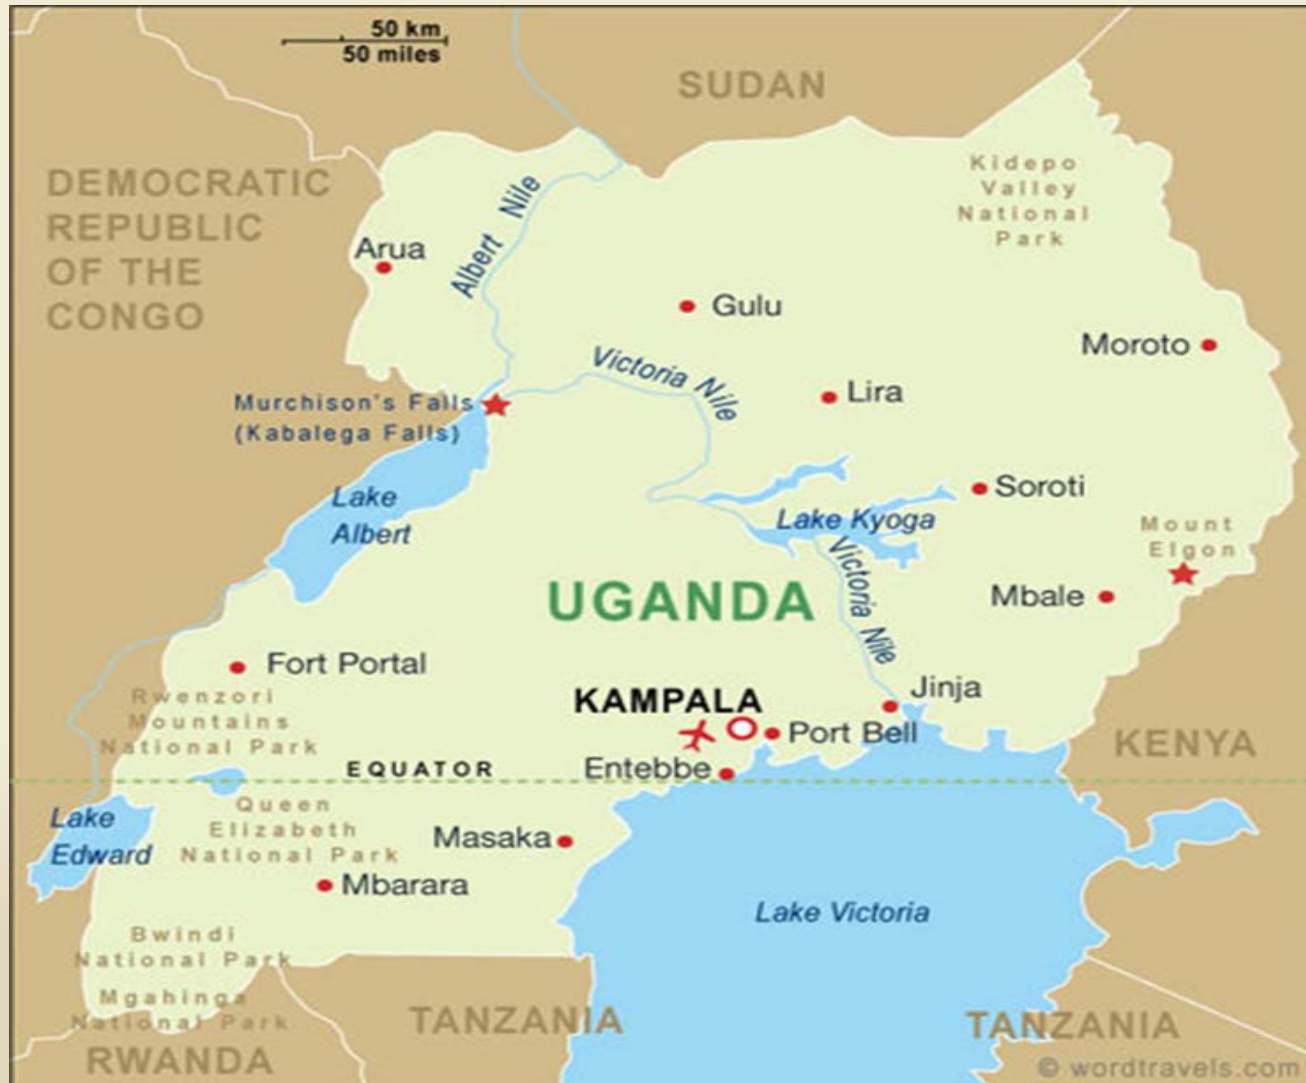 50 km
50 miles
SUDAN
DEMOCRATIC
REPUBLIC
OF THE
CONGO
Kidepo
Valley
National
Park
Albert Nile
Arua
Gulu
Moroto
Victoria Nile
Lira
Murchison's Falls
(Kabalega Falls)
Lake
Albert
Soroti
Lake Kyoga
Mount
Elgon
Victoria Nile
UGANDA
Mbale
Fort Portal
Jinja
Rwenzori
Mountains
National Park
KAMPALA
Port Bell
KENYA
EQUATOR
Entebbe
Lake
Edward
Queen
Elizabeth
National Park
Masaka
Mbarara
Lake Victoria
Bwindi
National Park
Mgahinga
National Park
TANZANIA
TANZANIA
RWANDA
© wordtravels.com